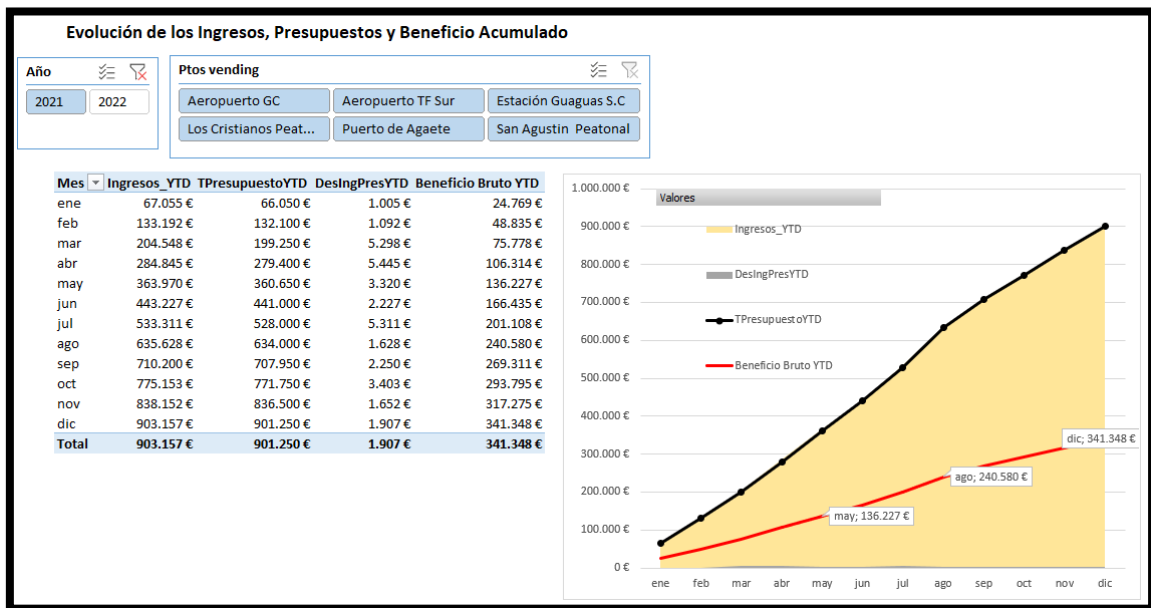 Evolución de los Ingresos, Presupuestos y Beneficio Acumulado
Año
2021 2022
Ptos vending
Aeropuerto GC Aeropuerto TF Sur Estación Guaguas S.C
Los Cristianos Peat... Puerto de Agaete San Agustin Peatonal
Mes Ingresos_YTD TPresupuestoYTD DesIngPresYTD Beneficio Bruto YTD
ene 67.055 € 66.050 € 1.005 € 24.769 €
feb 133.192 € 132.100 € 1.092 € 48.835 €
mar 204.548 € 199.250 € 5.298 € 75.778 €
abr 284.845 € 279.400 € 5.445 € 106.314 €
may 363.970 € 360.650 € 3.320 € 136.227 €
jun 443.227 € 441.000 € 2.227 € 166.435 €
jul 533.311 € 528.000 € 5.311 € 201.108 €
ago 635.628 € 634.000 € 1.628 € 240.580 €
sep 710.200 € 707.950 € 2.250 € 269.311 €
oct 775.153 € 771.750 € 3.403 € 293.795 €
nov 838.152 € 836.500 € 1.652 € 317.275 €
dic 903.157 € 901.250 € 1.907 € 341.348 €
Total 903.157 € 901.250 € 1.907 € 341.348 €
Valores
Ingresos_YTD
DesIngPresYTD
TPresupuestoYTD
Beneficio Bruto YTD
1.000.000 €
900.000 €
800.000 €
700.000 €
600.000 €
500.000 €
400.000 €
300.000 €
200.000 €
100.000 €
0 €
dic; 341.348 €
ago; 240.580 €
may; 136.227 €
ene feb mar abr may jun jul ago sep oct nov dic